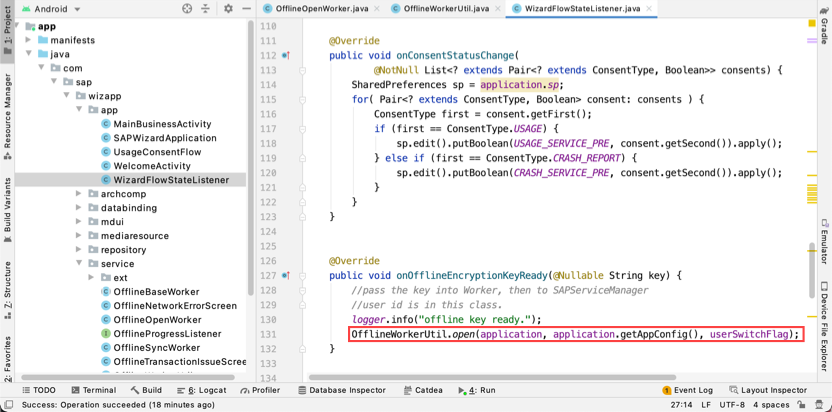 Android
OfflineOpenWorker.java
OfflineWorkerUtil.java
WizardFlowStateListener.java
1: Project
Resource Manager
Build Variants
Z: Structure
2: Favorites
app
manifests
java
com
sap
wizapp
app
MainBusinessActivity
SAPWizardApplication
UsageConsentFlow
WelcomeActivity
WizardFlowStateListener
archcomp
databinding
mdui
mediaresource
repository
service
ext
OfflineBaseWorker
OfflineNetworkErrorScreen
OfflineOpenWorker
OfflineProgressListener
OfflineSyncWorker
OfflineTransactionIssueScree
110
111 @Override
112 public void onConsentStatusChange(
113 @NotNull List<? extends Pair<? extends ConsentType, Boolean>> consents) {
114 SharedPreferences sp = application.sp;
115 for( Pair<? extends ConsentType, Boolean> consent: consents ) {
116 ConsentType first = consent.getFirst();
117 if (first == ConsentType.USAGE) {
118 sp.edit().putBoolean(USAGE_SERVICE_PRE, consent.getSecond()).apply();
119 } else if (first == ConsentType.CRASH_REPORT) {
120 sp.edit().putBoolean(CRASH_SERVICE_PRE, consent.getSecond()).apply();
121 }
122 }
123 }
124
125
126 @Override
127 public void onOfflineEncryptionKeyReady(@Nullable String key) {
128 //pass the key into Worker, then to SAPServiceManager
129 //user id is in this class.
130 logger.info("offline key ready.");
131 OfflineWorkerUtil.open(application, application.getAppConfig(), userSwitchFlag);
132 }
133
134
Gradle
Emulator
Device File Explorer
TODO
Terminal
Build
6: Logcat
Profiler
Database Inspector
Catdea
4: Run
1 Event Log
Layout Inspector
Success: Operation succeeded (18 minutes ago)
27:14 LF UTF-8 4 spaces